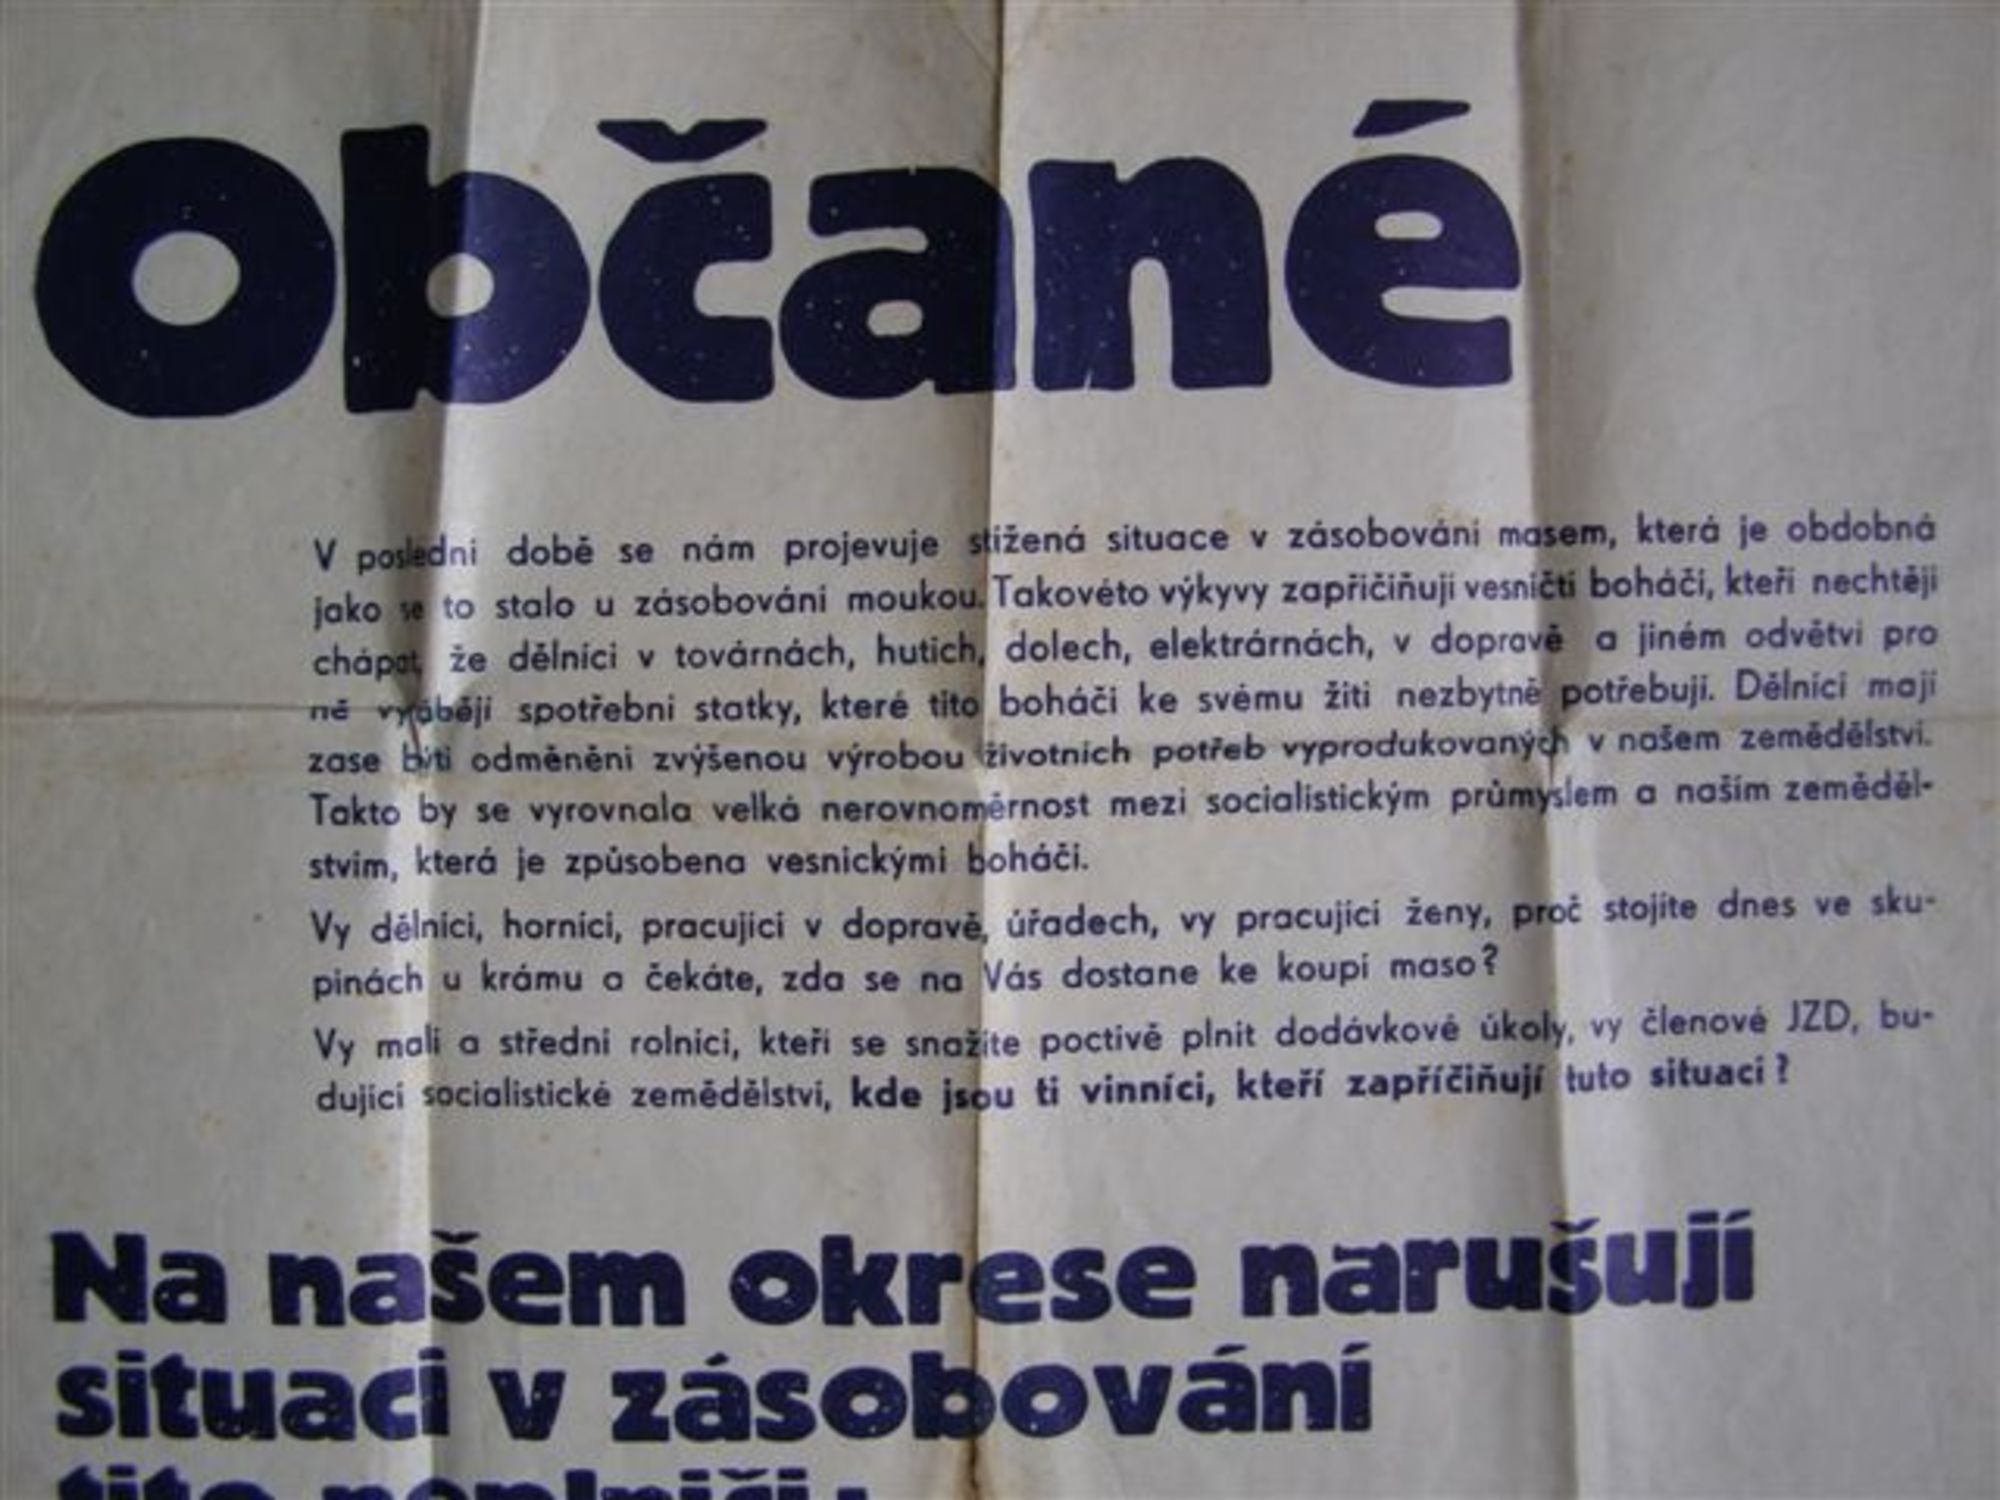 Občané
V poslední době se nám projevuje stížená situace v zásobování masem, která je obdobná
jako se to stalo u zásobování moukou. Takovéto výkyvy zapříčiňují vesničtí boháči, kteří nechtějí
chápat, že dělníci v továrnách, hutích, dolech, elektrárnách, v dopravě a jiném odvětví pro
ně vyrábějí spotřební statky, které tito boháči ke svému žití nezbytně potřebují. Dělníci mají
zase býti odměněni zvýšenou výrobou životních potřeb vyprodukovaných v našem zemědělství.
Takto by se vyrovnala velká nerovnoměrnost mezi socialistickým průmyslem a naším zeměděl-
stvím, která je způsobena vesnickými boháči.
Vy dělníci, horníci, pracující v dopravě, úřadech, vy pracující ženy, proč stojíte dnes ve sku-
pinách u krámu a čekáte, zda se na Vás dostane ke koupi maso?
Vy malí a střední rolníci, kteří se snažíte poctivě plnit dodávkové úkoly, vy členové JZD, bu-
dující socialistické zemědělství, kde jsou ti vinníci, kteří zapříčiňují tuto situaci?
Na našem okrese narušují
situaci v zásobování
tito neplniči: